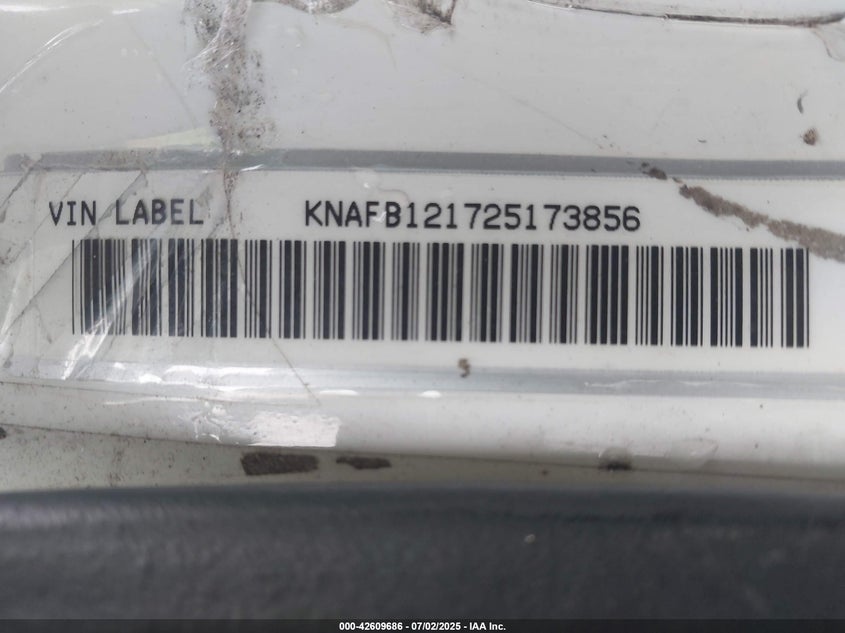 VIN LABEL KNAFB121725173856
000-42609686 - 07/02/2025 - IAA Inc.